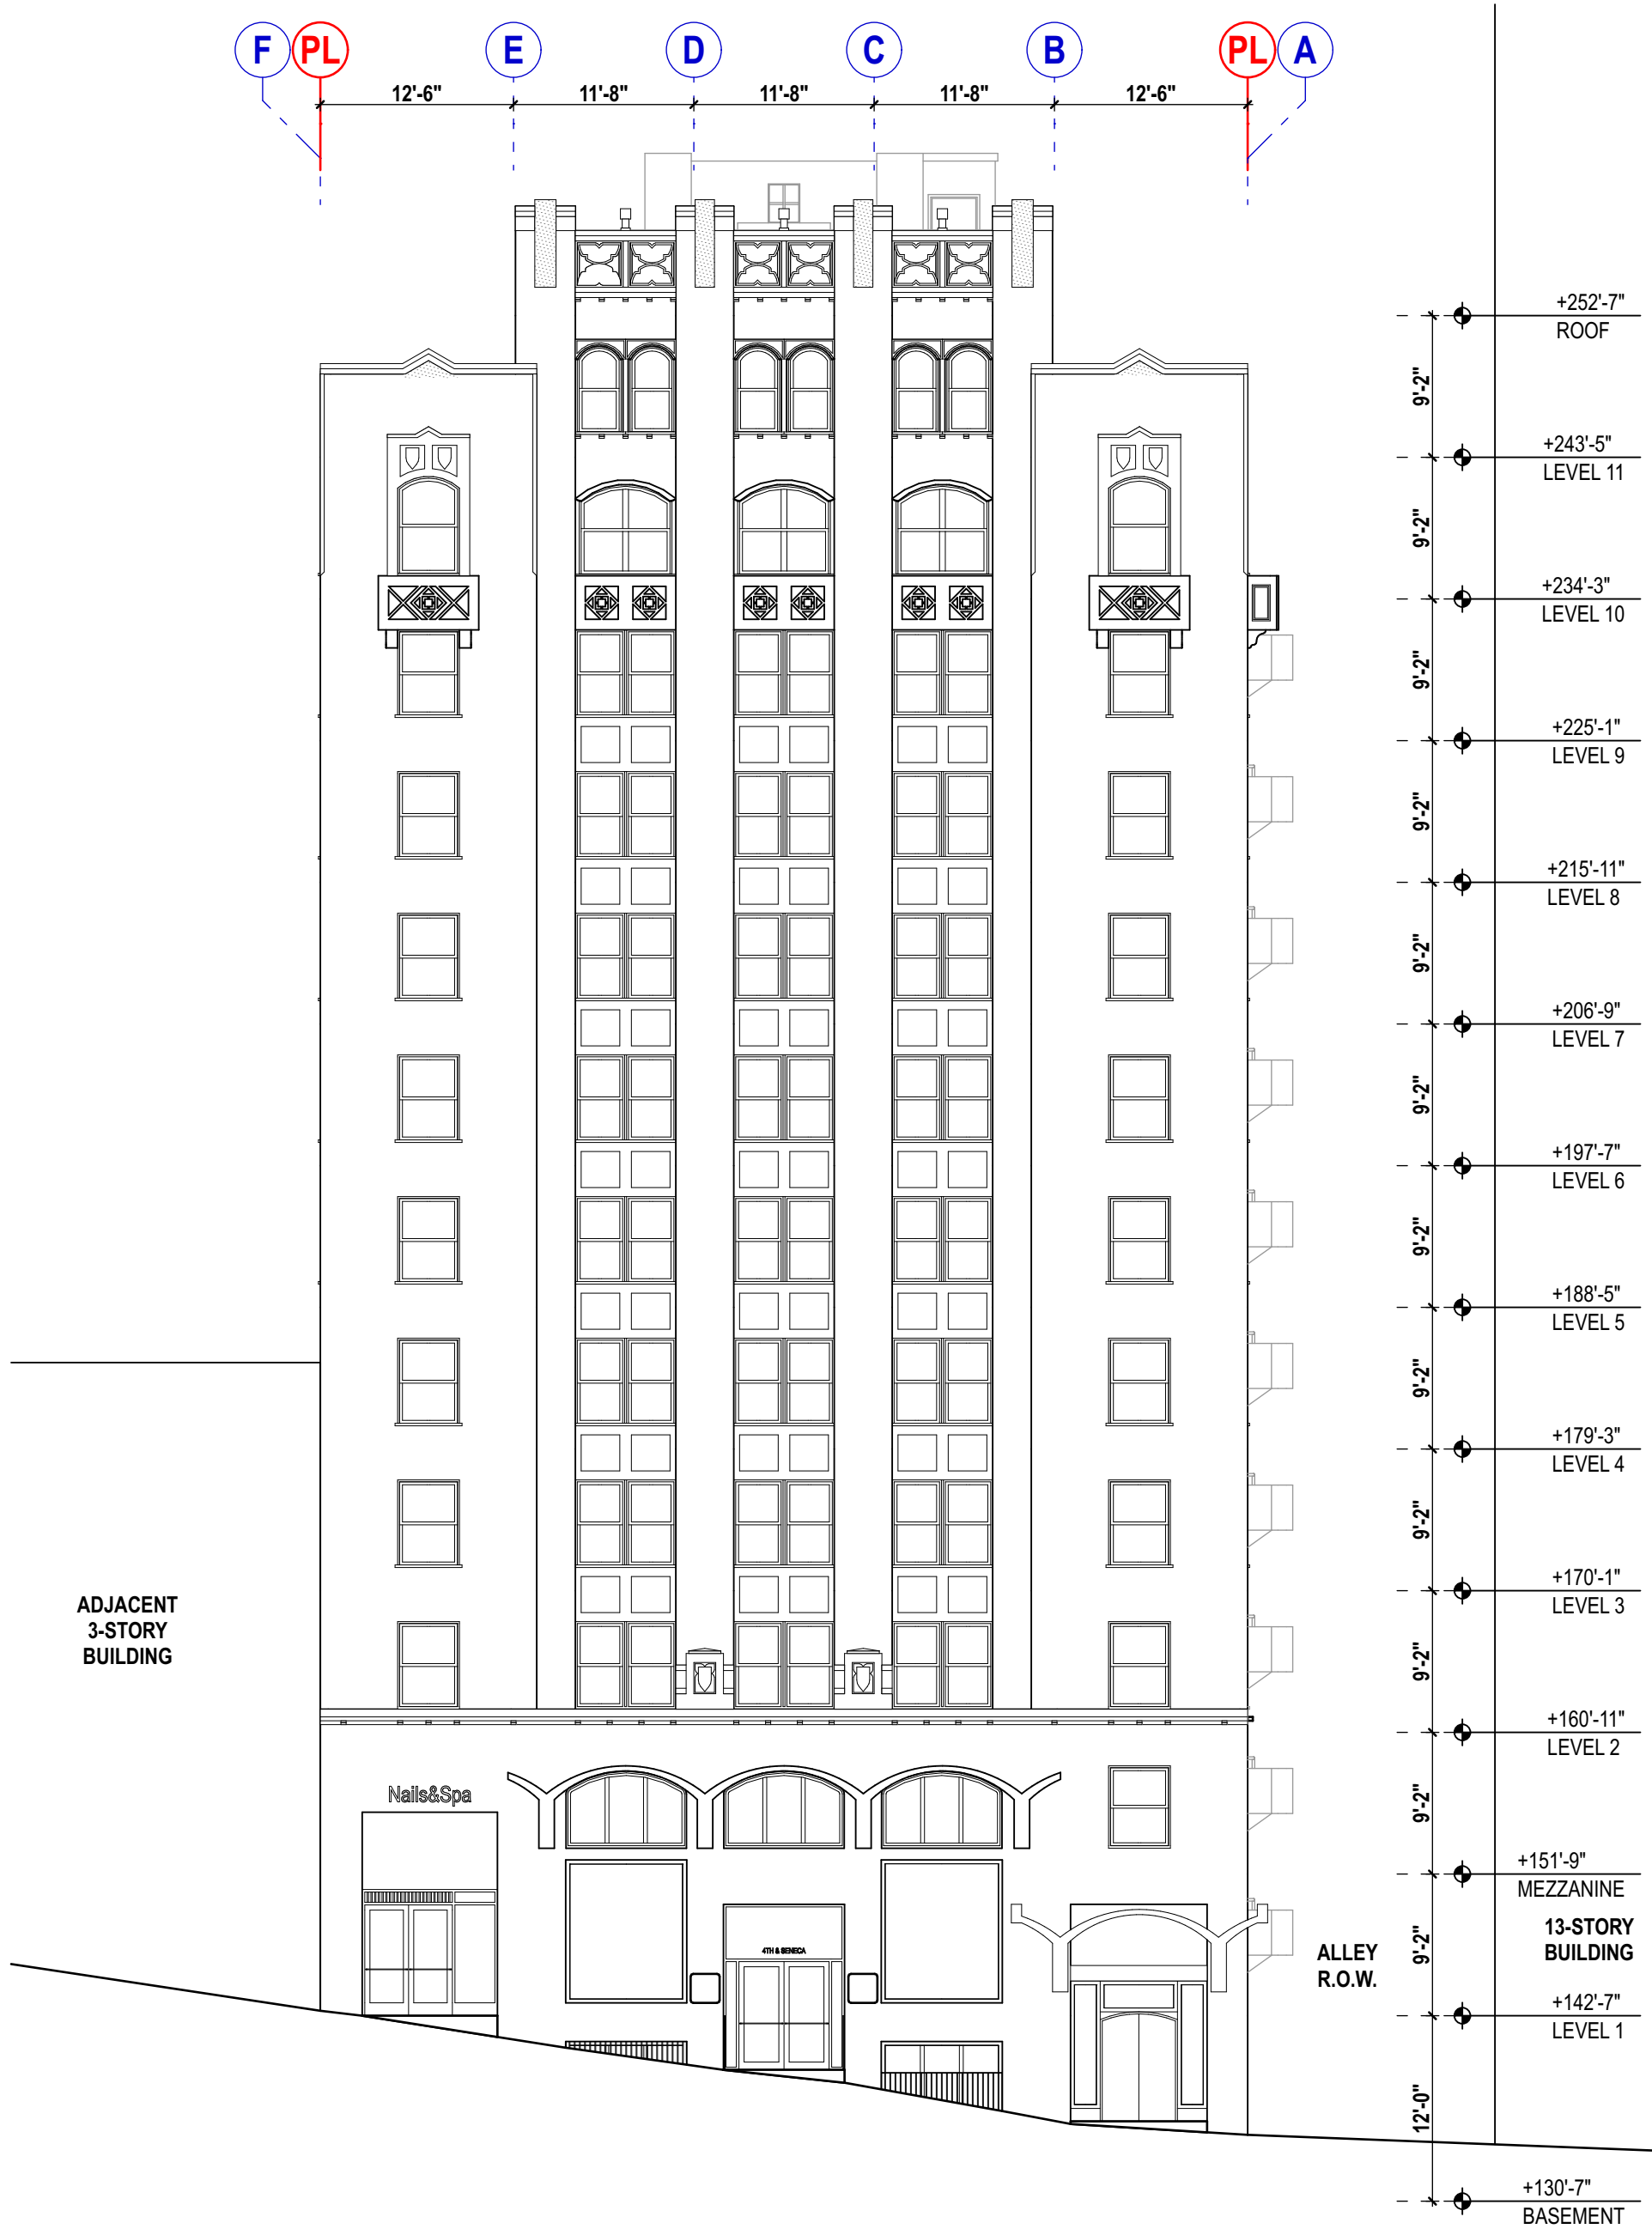 F PL E D C B PL A
12'-6" 11'-8" 11'-8" 11'-8" 12'-6"
+252'-7"
ROOF
9'-2"
+243'-5"
LEVEL 11
9'-2"
+234'-3"
LEVEL 10
9'-2"
+225'-1"
LEVEL 9
9'-2"
+215'-11"
LEVEL 8
9'-2"
+206'-9"
LEVEL 7
9'-2"
+197'-7"
LEVEL 6
9'-2"
+188'-5"
LEVEL 5
9'-2"
+179'-3"
LEVEL 4
9'-2"
+170'-1"
LEVEL 3
ADJACENT
3-STORY
BUILDING
9'-2"
+160'-11"
LEVEL 2
Nails&Spa
9'-2"
+151'-9"
MEZZANINE
13-STORY
BUILDING
4TH & SENECA
ALLEY
R.O.W.
9'-2"
+142'-7"
LEVEL 1
12'-0"
+130'-7"
BASEMENT